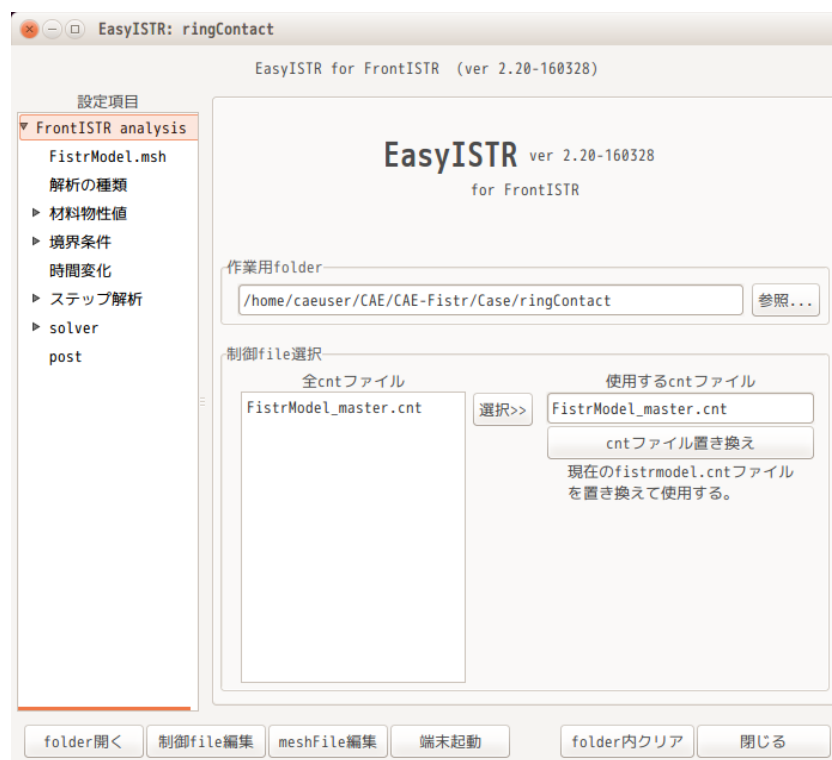 EasyISTR: ringContact
EasyISTR for FrontISTR (ver 2.20-160328)
設定項目
FrontISTR analysis
FistrModel.msh
解析の種類
材料物性値
境界条件
時間変化
ステップ解析
solver
post
EasyISTR ver 2.20-160328
for FrontISTR
作業用folder
/home/caeuser/CAE/CAE-Fistr/Case/ringContact
参照...
制御file選択
全cntファイル
FistrModel_master.cnt
選択>>
使用するcntファイル
FistrModel_master.cnt
cntファイル置き換え
現在のfistrmodel.cntファイル
を置き換えて使用する。
folder開く 制御file編集 meshFile編集 端末起動 folder内クリア 閉じる